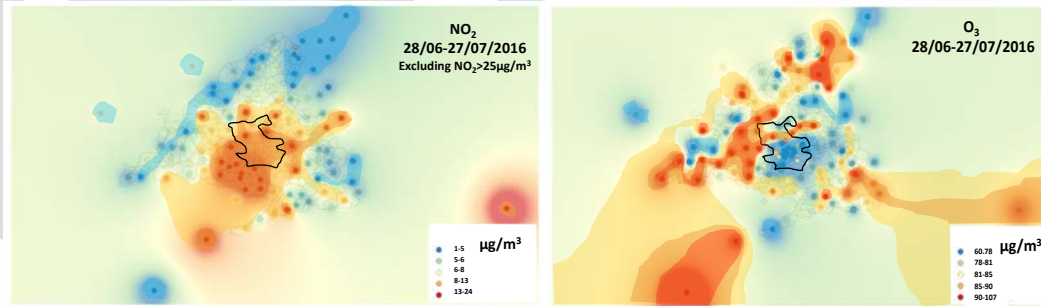 NO₂
28/06-27/07/2016
Excluding NO₂>25µg/m³
µg/m³
1-5
5-6
6-8
8-13
13-24
O₃
28/06-27/07/2016
µg/m³
60.78
78-81
81-85
85-90
90-107